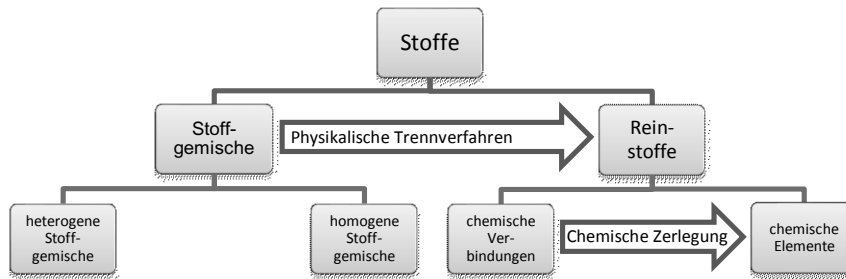 Stoffe
Stoff-
gemische
Physikalische Trennverfahren
Rein-
stoffe
heterogene
Stoff-
gemische
homogene
Stoff-
gemische
chemische
Ver-
bindungen
Chemische Zerlegung
chemische
Elemente